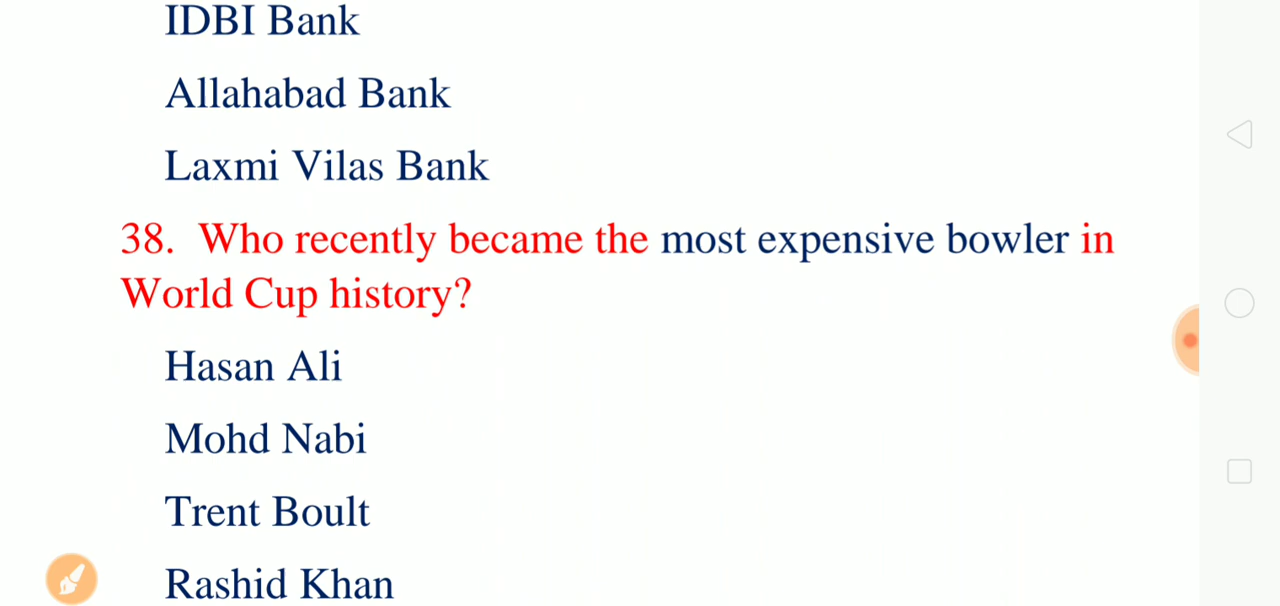 IDBI Bank
Allahabad Bank
Laxmi Vilas Bank
38. Who recently became the most expensive bowler in
World Cup history?
Hasan Ali
Mohd Nabi
Trent Boult
Rashid Khan